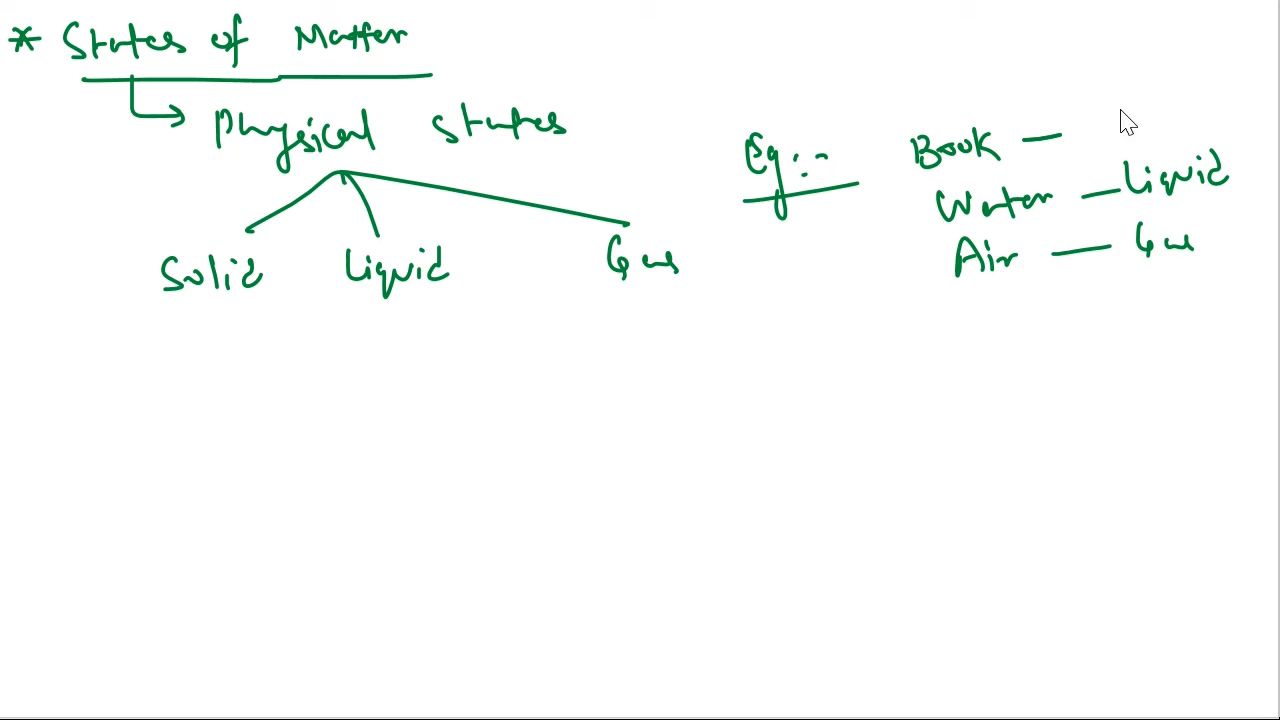 * States of Matter
↳ Physical states
Solid Liquid Gas
Eg:- Book —
Water — Liquid
Air — Gas